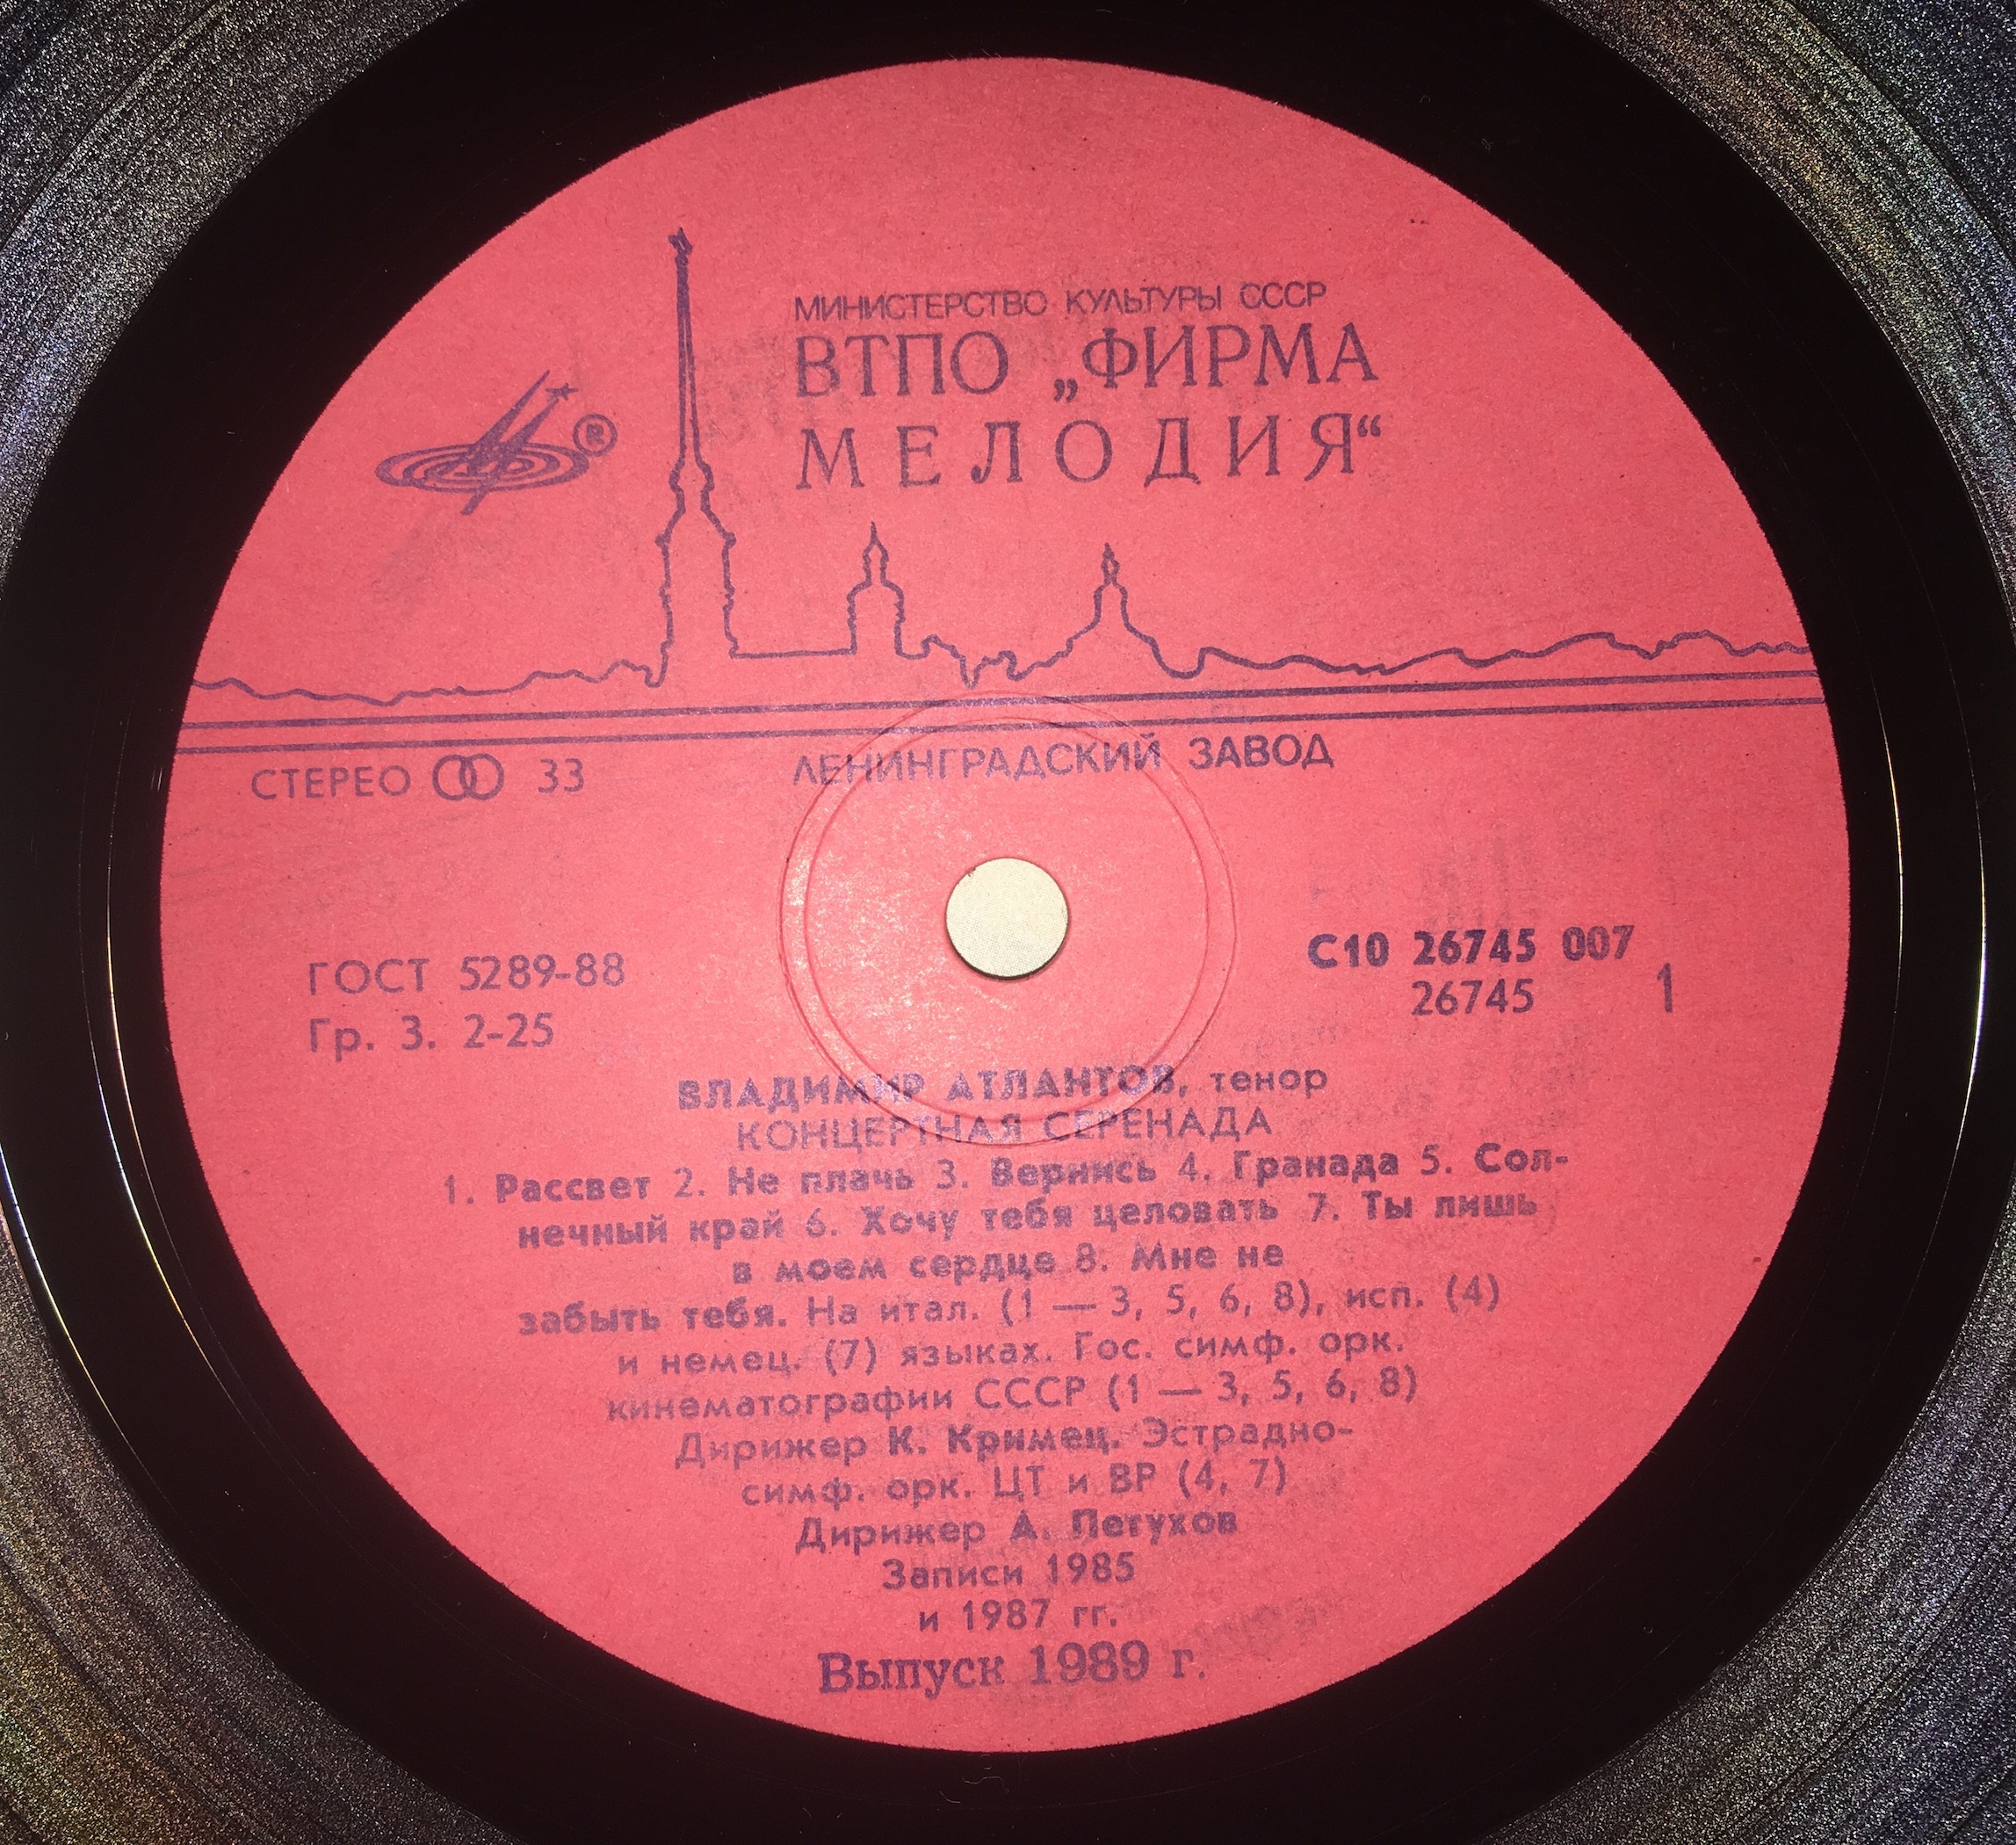 МИНИСТЕРСТВО КУЛЬТУРЫ СССР
ВТПО „ФИРМА
МЕЛОДИЯ“
®
СТЕРЕО 33
ЛЕНИНГРАДСКИЙ ЗАВОД
ГОСТ 5289-88
Гр. 3. 2-25
С10 26745 007
26745
1
ВЛАДИМИР АТЛАНТОВ, тенор
КОНЦЕРТНАЯ СЕРЕНАДА
1. Рассвет 2. Не плачь 3. Вернись 4. Гранада 5. Сол-
нечный край 6. Хочу тебя целовать 7. Ты лишь
в моем сердце 8. Мне не
забыть тебя. На итал. (1 — 3, 5, 6, 8), исп. (4)
и немец. (7) языках. Гос. симф. орк.
кинематографии СССР (1 — 3, 5, 6, 8)
Дирижер К. Кримец. Эстрадно-
симф. орк. ЦТ и ВР (4, 7)
Дирижер А. Петухов
Записи 1985
и 1987 гг.
Выпуск 1989 г.